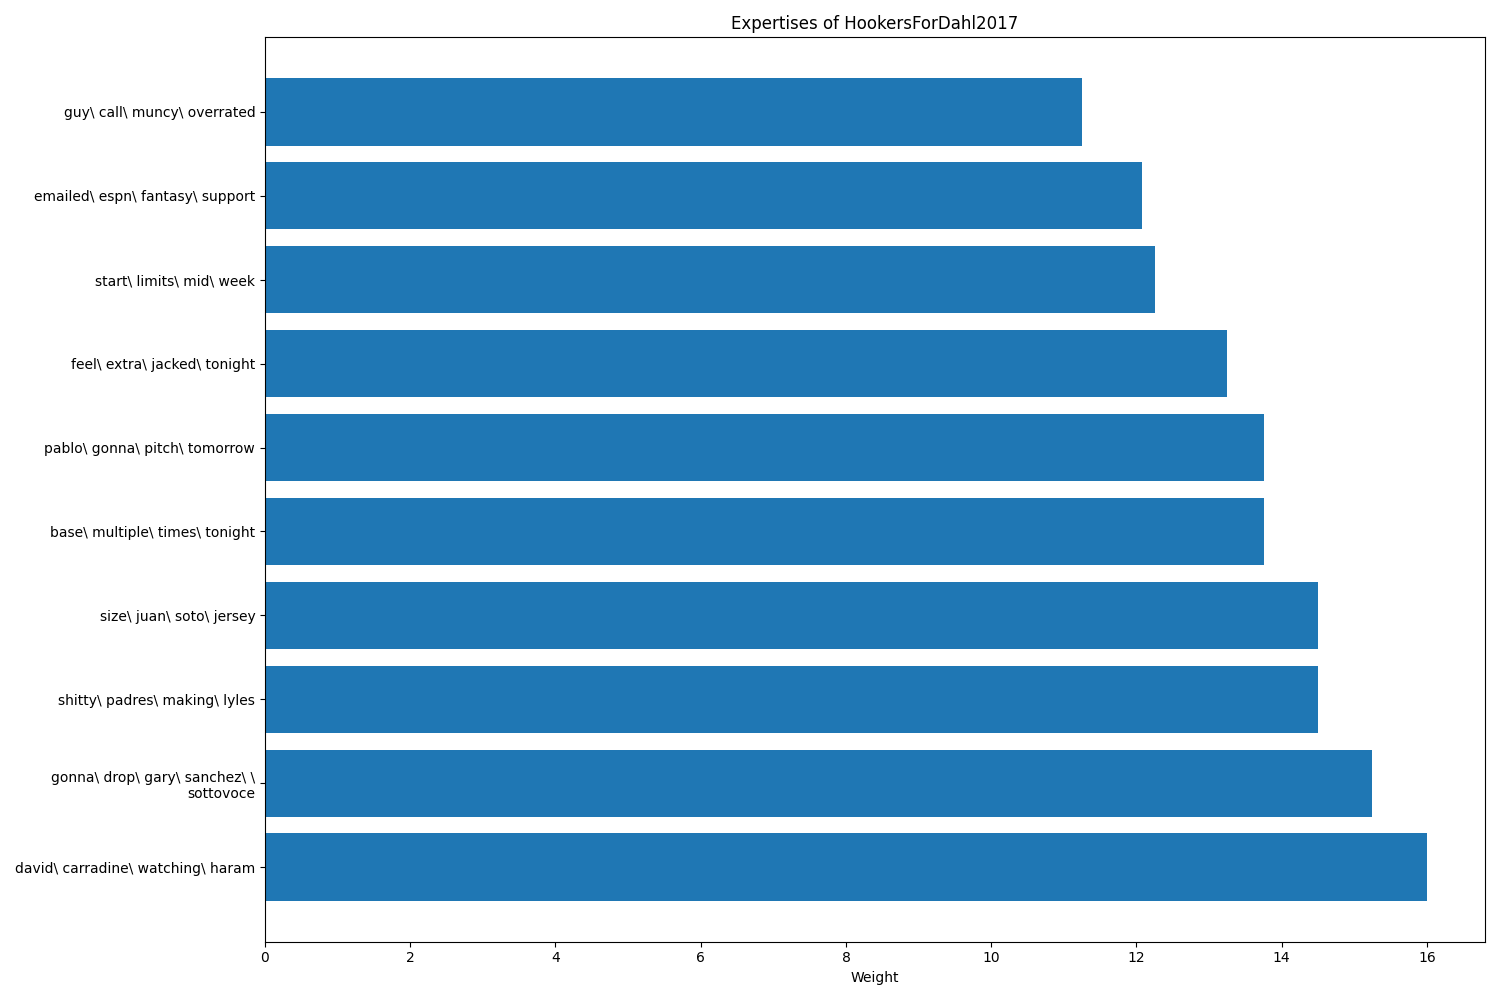 Expertises of HookersForDahl2017
guy\ call\ muncy\ overrated
emailed\ espn\ fantasy\ support
start\ limits\ mid\ week
feel\ extra\ jacked\ tonight
pablo\ gonna\ pitch\ tomorrow
base\ multiple\ times\ tonight
size\ juan\ soto\ jersey
shitty\ padres\ making\ lyles
gonna\ drop\ gary\ sanchez\ \
sottovoce
david\ carradine\ watching\ haram
0 2 4 6 8 10 12 14 16
Weight